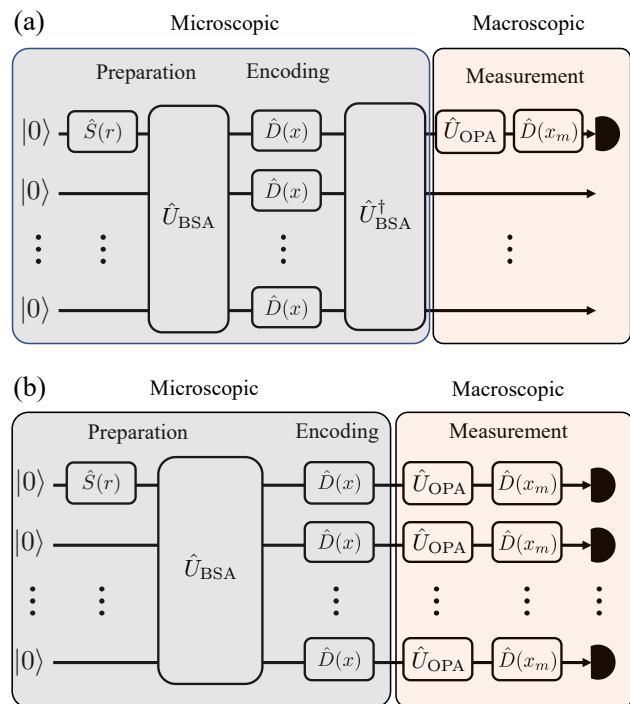 (a) Microscopic Macroscopic
Preparation Encoding Measurement
|0⟩ Ŝ(r) D̂(x) Û_OPA D̂(x_m)
|0⟩ D̂(x)
Û_BSA Û†_BSA
⋮ ⋮ ⋮ ⋮
|0⟩ D̂(x)
(b) Microscopic Macroscopic
Preparation Encoding Measurement
|0⟩ Ŝ(r) D̂(x) Û_OPA D̂(x_m)
|0⟩ D̂(x) Û_OPA D̂(x_m)
Û_BSA
⋮ ⋮ ⋮ ⋮ ⋮ ⋮
|0⟩ D̂(x) Û_OPA D̂(x_m)